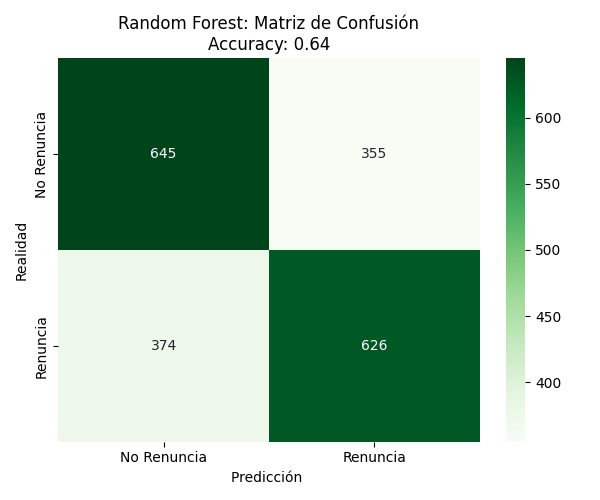 Random Forest: Matriz de Confusión
Accuracy: 0.64
No Renuncia
645
355
Renuncia
374
626
Realidad
No Renuncia
Renuncia
Predicción
600
550
500
450
400